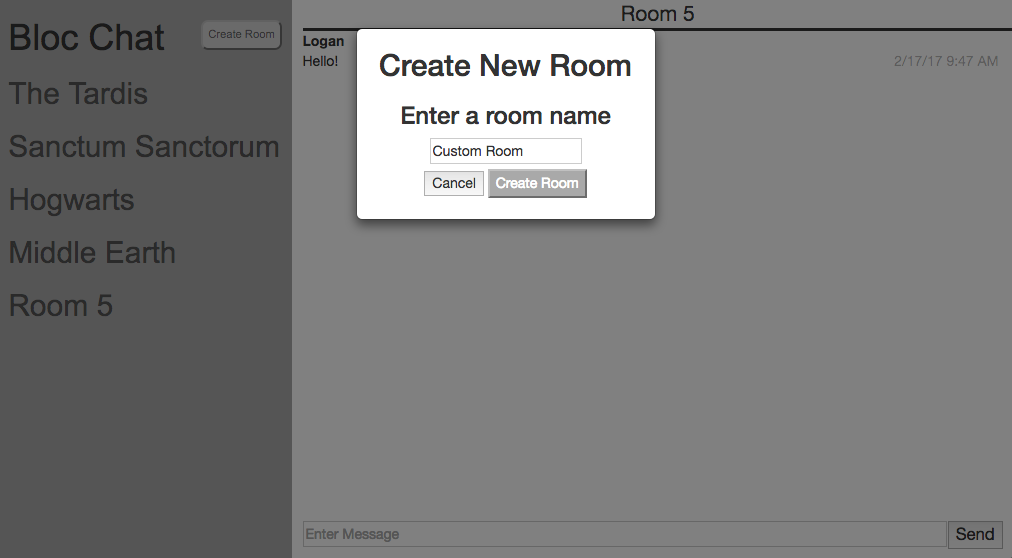 Bloc Chat
Create Room
The Tardis
Sanctum Sanctorum
Hogwarts
Middle Earth
Room 5
Room 5
Logan
Hello!
2/17/17 9:47 AM
Create New Room
Enter a room name
Custom Room
Cancel
Create Room
Enter Message
Send